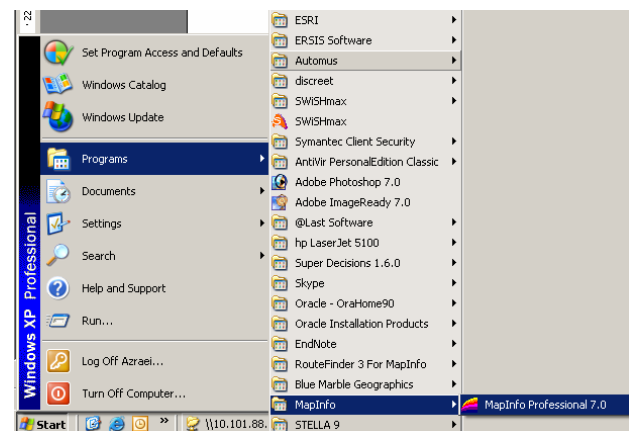 -22
Windows XP Professional
Set Program Access and Defaults
Windows Catalog
Windows Update
Programs
Documents
Settings
Search
Help and Support
Run...
Log Off Azraei...
Turn Off Computer...
ESRI
ERSIS Software
Automus
discreet
SWiSHmax
SWiSHmax
Symantec Client Security
AntiVir PersonalEdition Classic
Adobe Photoshop 7.0
Adobe ImageReady 7.0
@Last Software
hp LaserJet 5100
Super Decisions 1.6.0
Skype
Oracle - OraHome90
Oracle Installation Products
EndNote
RouteFinder 3 For MapInfo
Blue Marble Geographics
MapInfo
STELLA 9
MapInfo Professional 7.0
Start
»
\\10.101.88.